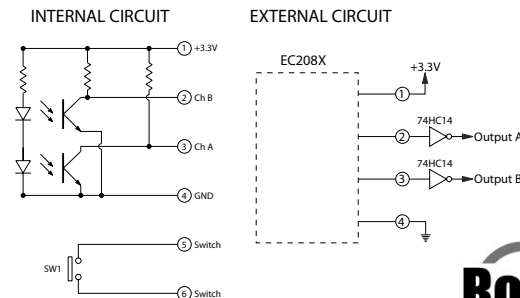 INTERNAL CIRCUIT
1 +3.3V
2 Ch B
3 Ch A
4 GND
5 Switch
SW1
6 Switch
EXTERNAL CIRCUIT
EC208X
+3.3V
1
74HC14
2 Output A
74HC14
3 Output B
4